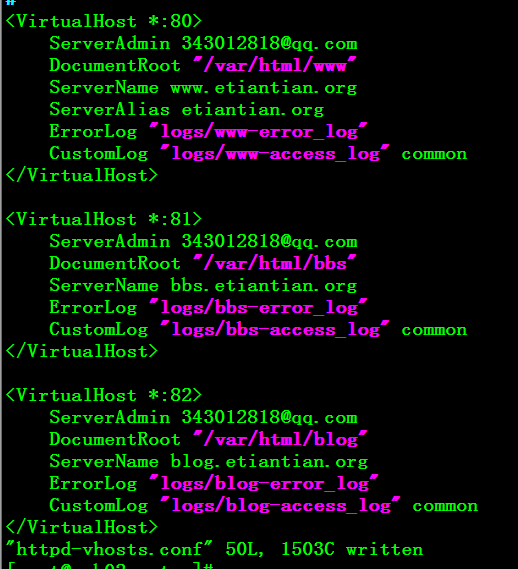 #
<VirtualHost *:80>
    ServerAdmin 343012818@qq.com
    DocumentRoot "/var/html/www"
    ServerName www.etiantian.org
    ServerAlias etiantian.org
    ErrorLog "logs/www-error_log"
    CustomLog "logs/www-access_log" common
</VirtualHost>

<VirtualHost *:81>
    ServerAdmin 343012818@qq.com
    DocumentRoot "/var/html/bbs"
    ServerName bbs.etiantian.org
    ErrorLog "logs/bbs-error_log"
    CustomLog "logs/bbs-access_log" common
</VirtualHost>

<VirtualHost *:82>
    ServerAdmin 343012818@qq.com
    DocumentRoot "/var/html/blog"
    ServerName blog.etiantian.org
    ErrorLog "logs/blog-error_log"
    CustomLog "logs/blog-access_log" common
</VirtualHost>
"httpd-vhosts.conf" 50L, 1503C written